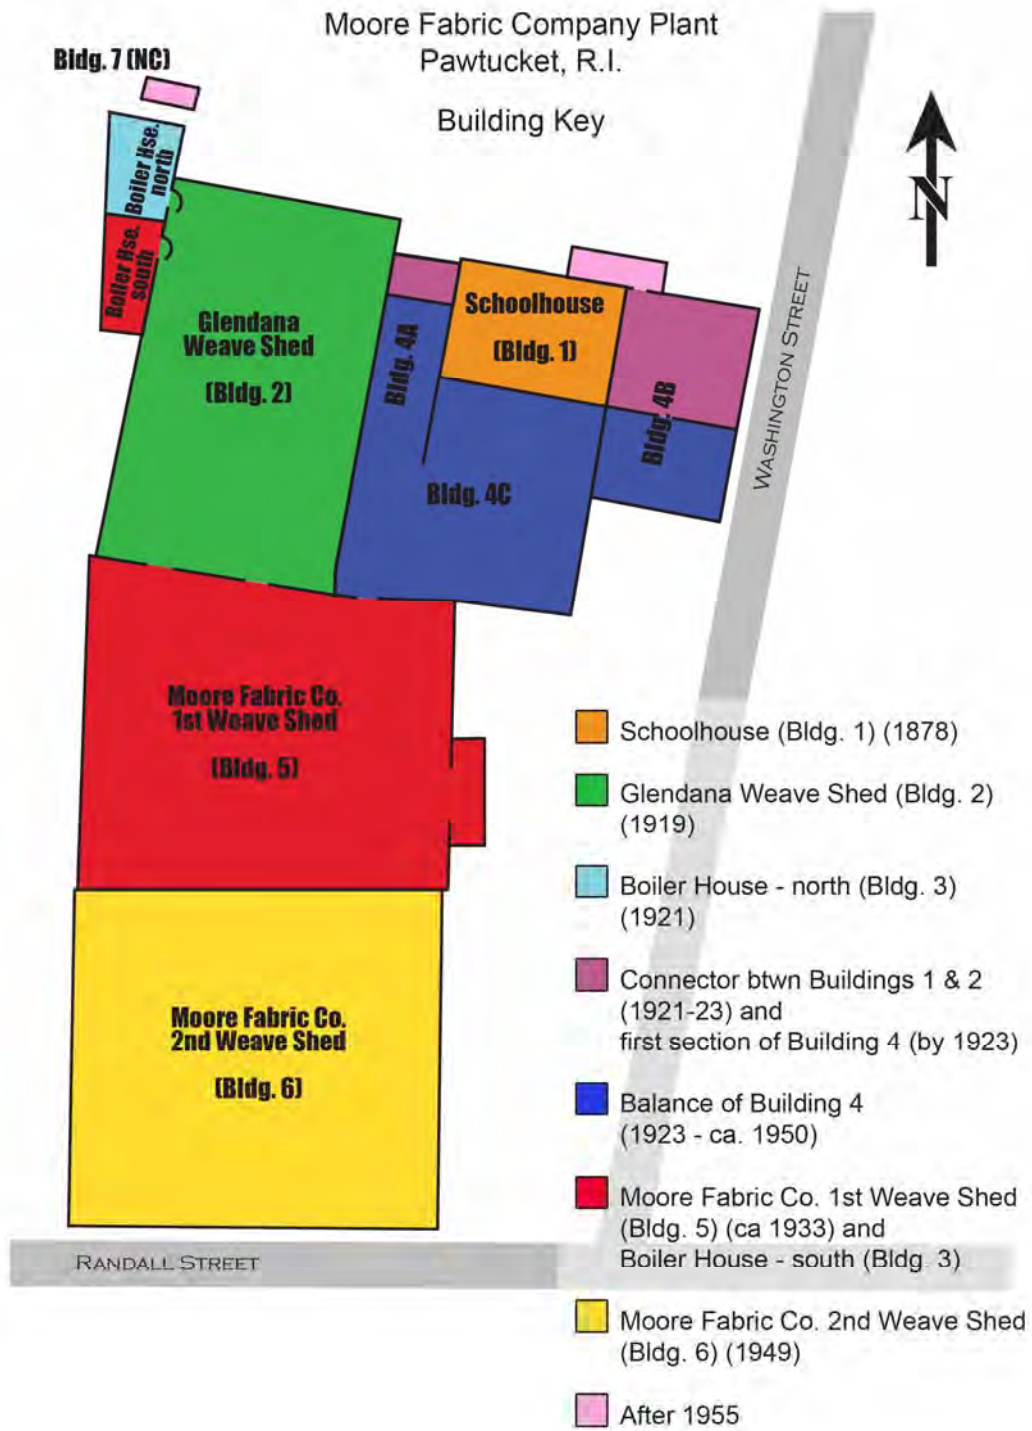 Moore Fabric Company Plant
Pawtucket, R.I.
Building Key
Bldg. 7 (NC)
N
Boiler Hse.
north
Boiler Hse.
south
Glendana
Weave Shed
(Bldg. 2)
Bldg. 4A
Schoolhouse
(Bldg. 1)
Bldg. 4B
Bldg. 4C
WASHINGTON STREET
Moore Fabric Co.
1st Weave Shed
(Bldg. 5)
Moore Fabric Co.
2nd Weave Shed
(Bldg. 6)
RANDALL STREET
Schoolhouse (Bldg. 1) (1878)
Glendana Weave Shed (Bldg. 2)
(1919)
Boiler House - north (Bldg. 3)
(1921)
Connector btwn Buildings 1 & 2
(1921-23) and
first section of Building 4 (by 1923)
Balance of Building 4
(1923 - ca. 1950)
Moore Fabric Co. 1st Weave Shed
(Bldg. 5) (ca 1933) and
Boiler House - south (Bldg. 3)
Moore Fabric Co. 2nd Weave Shed
(Bldg. 6) (1949)
After 1955